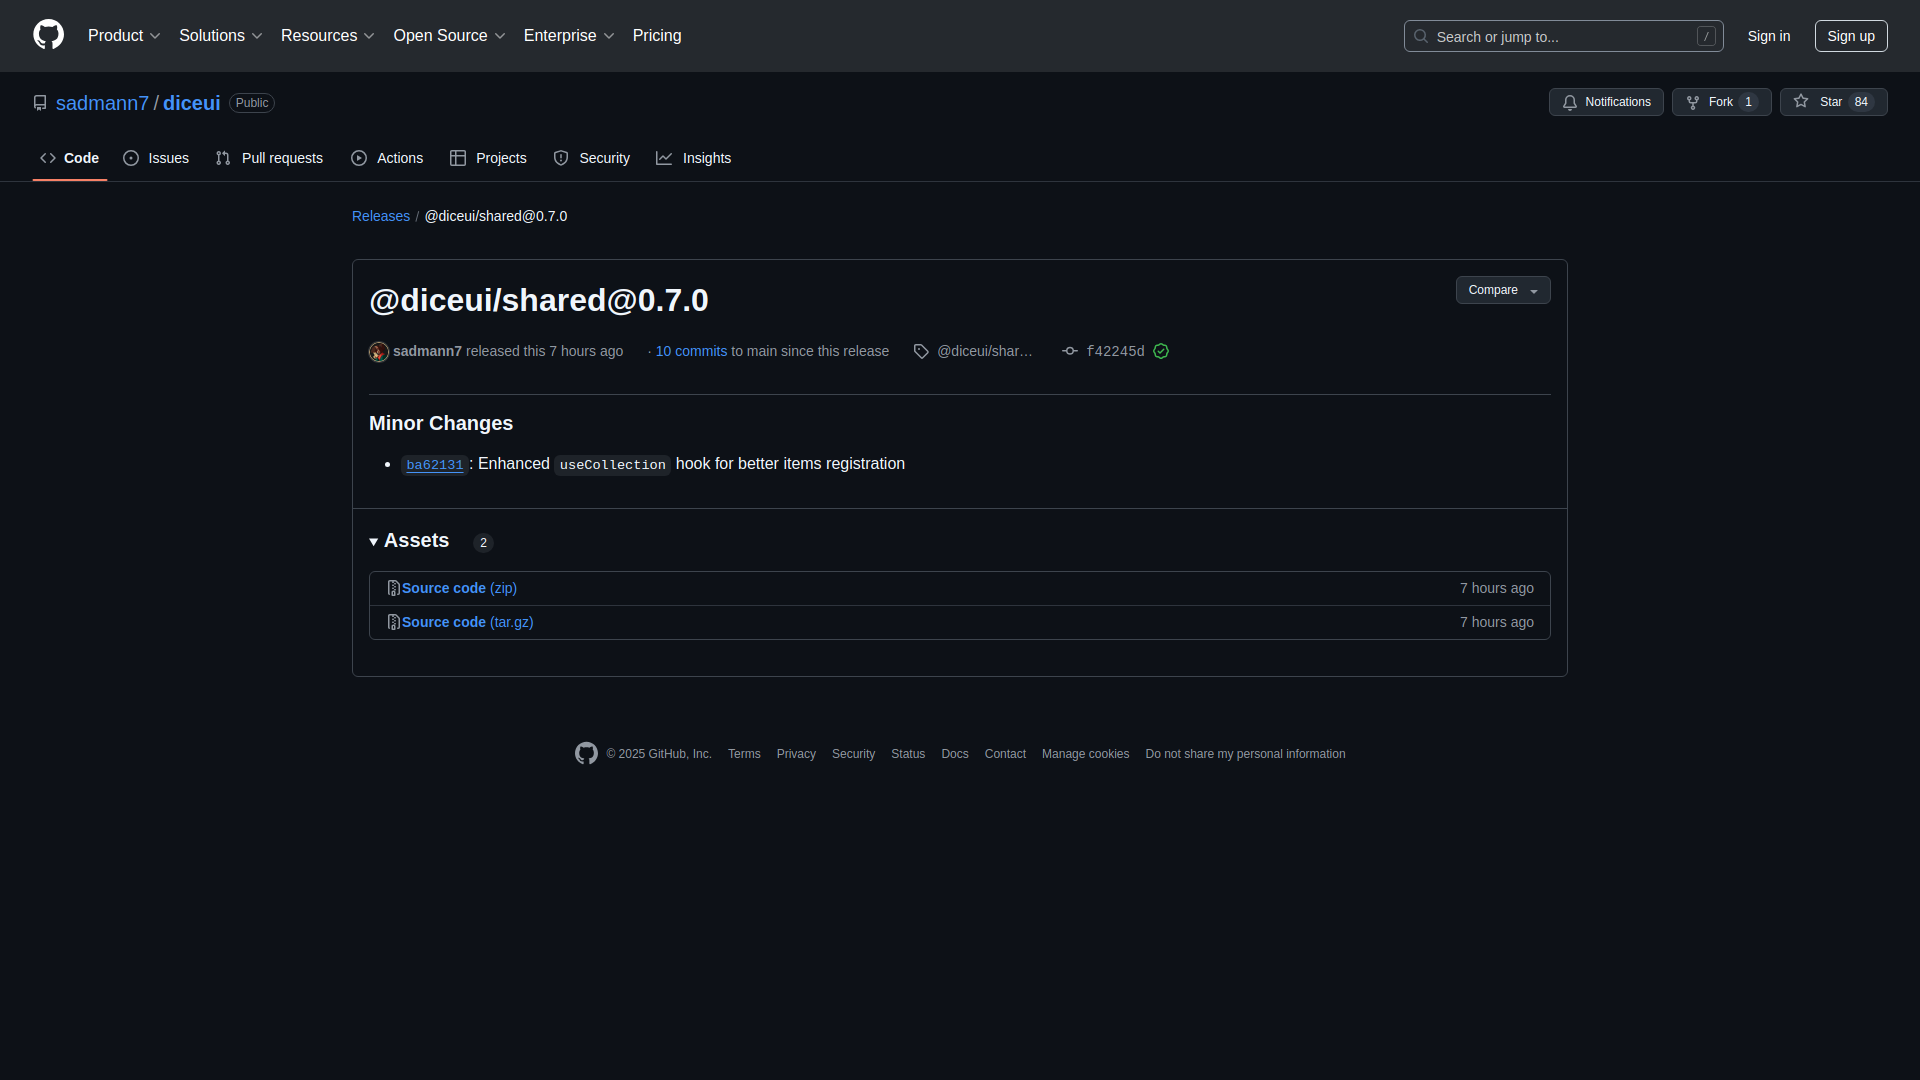 Product Solutions Resources Open Source Enterprise Pricing Search or jump to... / Sign in Sign up
sadmann7 / diceui Public Notifications Fork 1 Star 84
Code Issues Pull requests Actions Projects Security Insights
Releases / @diceui/shared@0.7.0
@diceui/shared@0.7.0
Compare
sadmann7 released this 7 hours ago · 10 commits to main since this release @diceui/shar… f42245d
Minor Changes
• ba62131: Enhanced useCollection hook for better items registration
Assets 2
Source code (zip) 7 hours ago
Source code (tar.gz) 7 hours ago
© 2025 GitHub, Inc. Terms Privacy Security Status Docs Contact Manage cookies Do not share my personal information